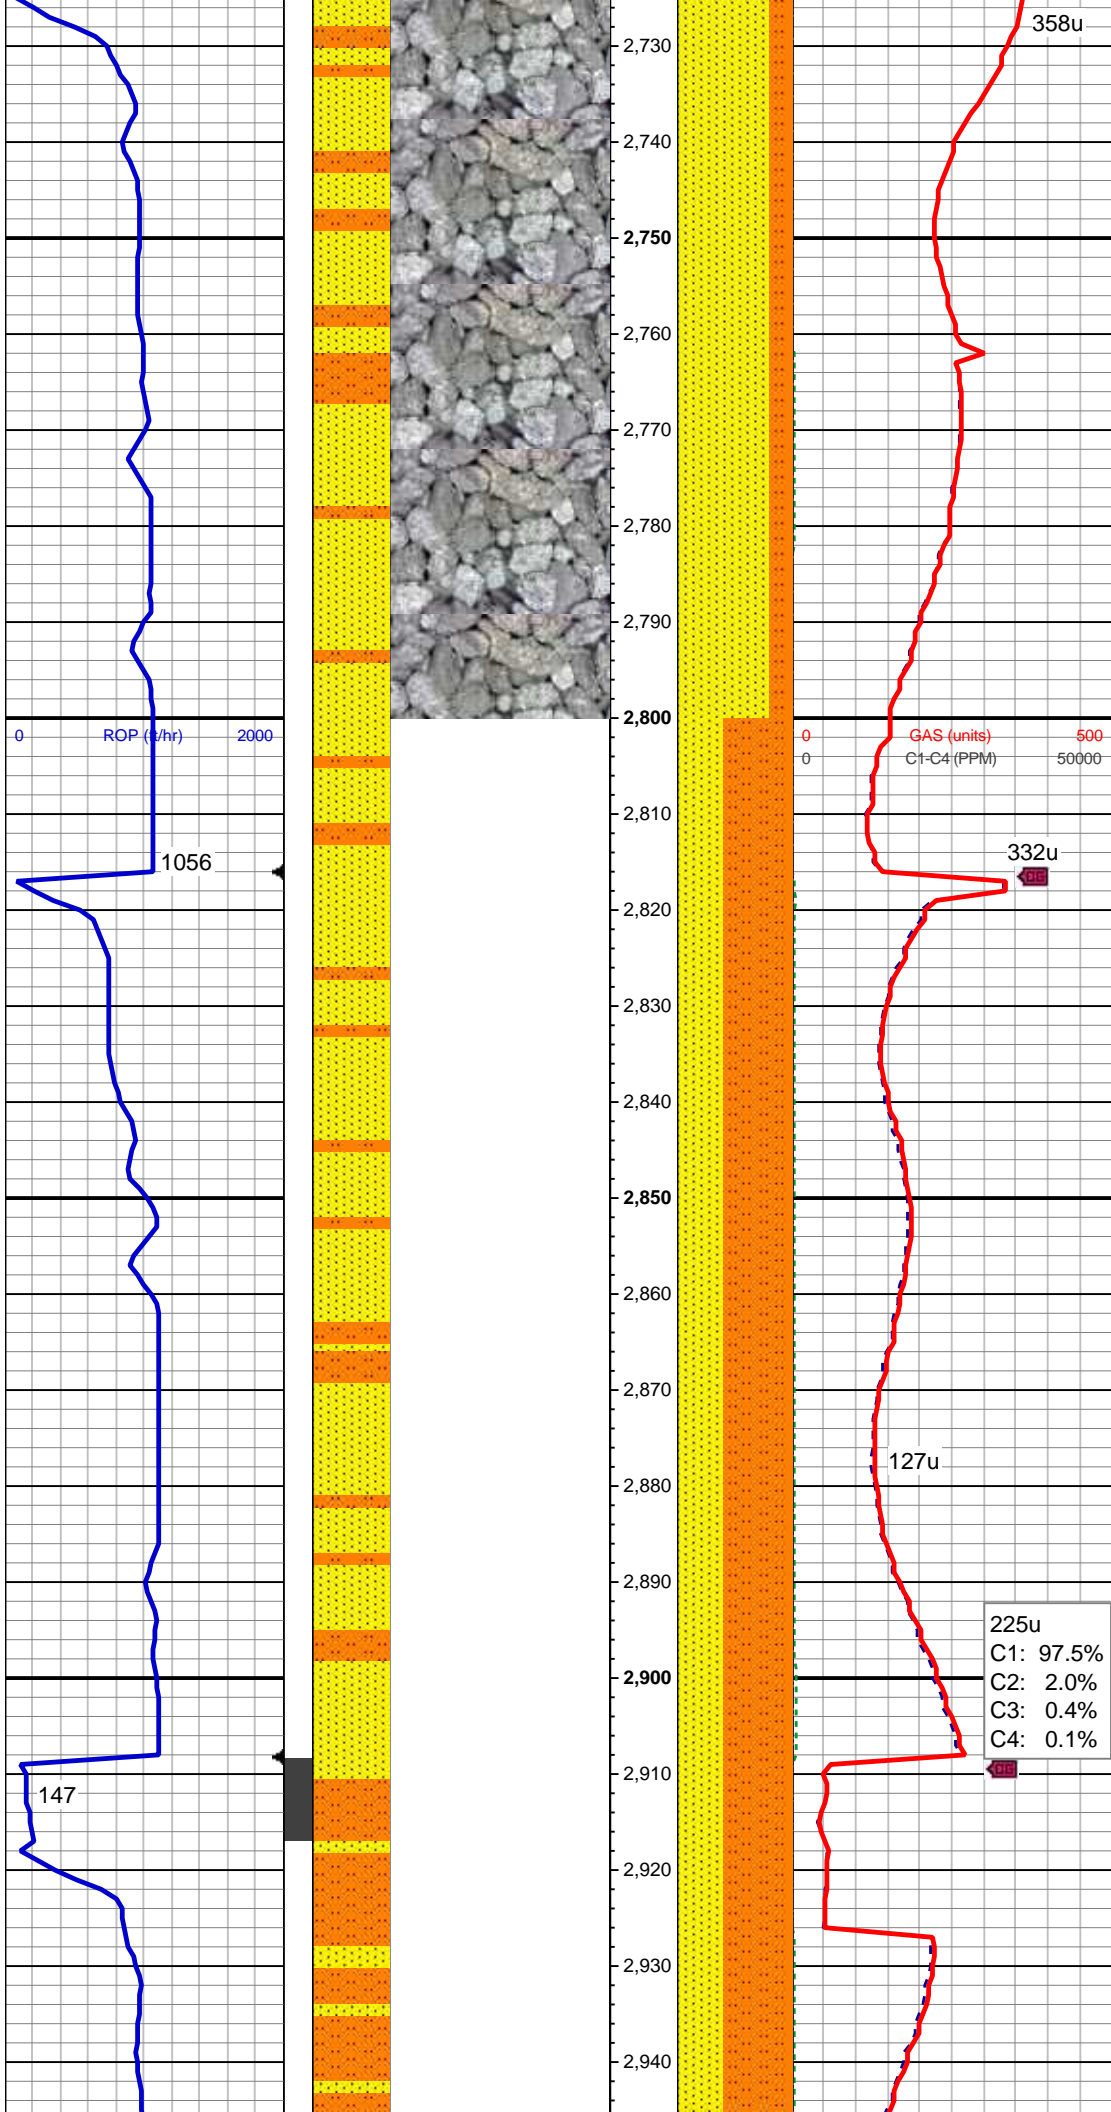 358u
2,730
2,740
2,750
2,760
2,770
2,780
2,790
2,800
0 ROP (ft/hr) 2000
0 GAS (units) 500
0 C1-C4 (PPM) 50000
2,810
1056
332u
DG
2,820
2,830
2,840
2,850
2,860
2,870
127u
2,880
2,890
225u
C1: 97.5%
C2: 2.0%
C3: 0.4%
C4: 0.1%
2,900
DG
2,910
147
2,920
2,930
2,940